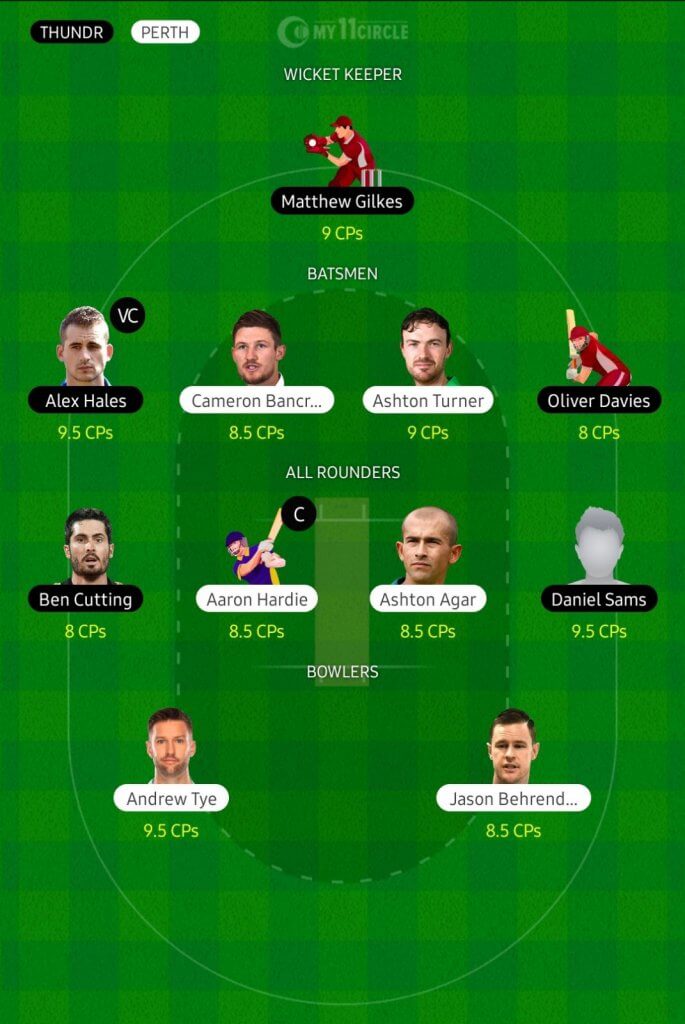 THUNDR PERTH MY11CIRCLE
WICKET KEEPER
Matthew Gilkes
9 CPs
BATSMEN
VC
Alex Hales Cameron Bancr... Ashton Turner Oliver Davies
9.5 CPs 8.5 CPs 9 CPs 8 CPs
ALL ROUNDERS
C
Ben Cutting Aaron Hardie Ashton Agar Daniel Sams
8 CPs 8.5 CPs 8.5 CPs 9.5 CPs
BOWLERS
Andrew Tye Jason Behrend...
9.5 CPs 8.5 CPs